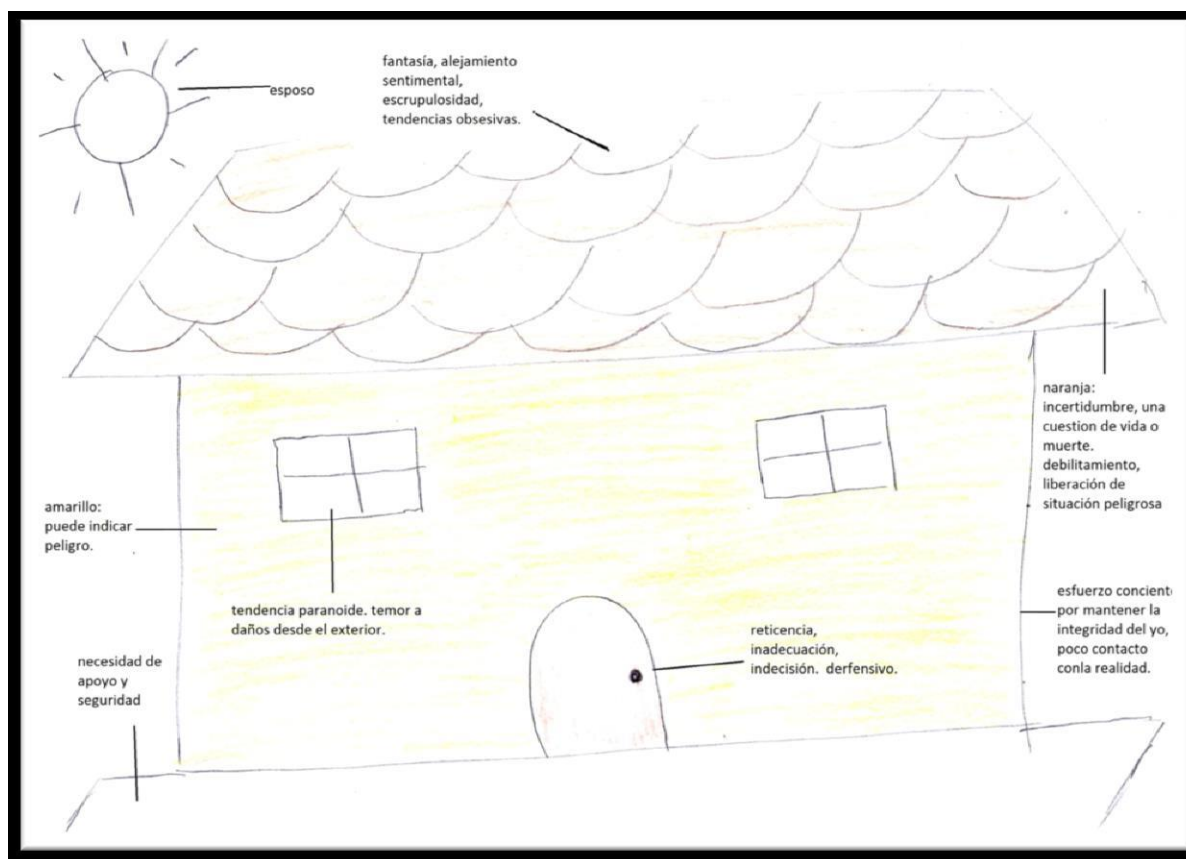 esposo
fantasía, alejamiento
sentimental,
escrupulosidad,
tendencias obsesivas.
naranja:
incertidumbre, una
cuestion de vida o
muerte.
debilitamiento,
liberación de
situación peligrosa
amarillo:
puede indicar
peligro.
tendencia paranoide. temor a
daños desde el exterior.
reticencia,
inadecuación,
indecisión. derfensivo.
esfuerzo concient
por mantener la
integridad del yo,
poco contacto
conla realidad.
necesidad de
apoyo y
seguridad